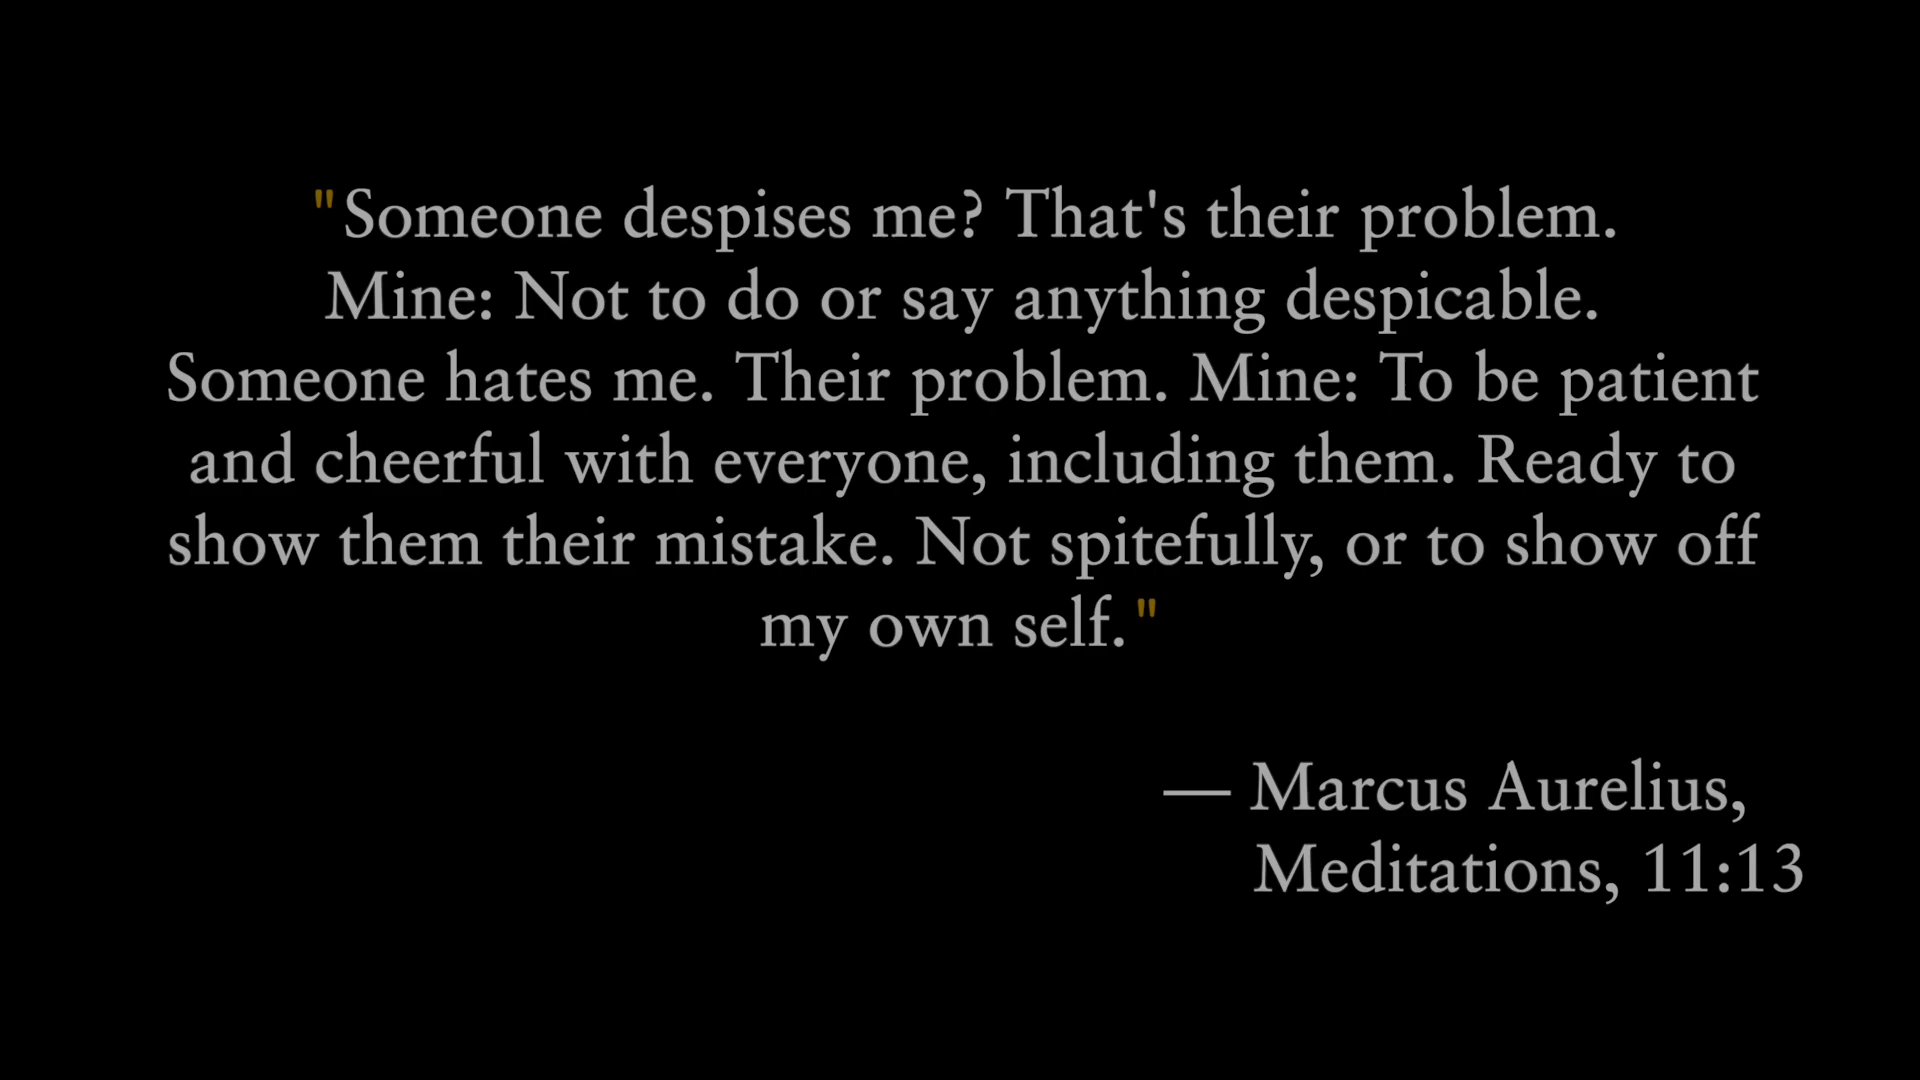 "Someone despises me? That's their problem.
Mine: Not to do or say anything despicable.
Someone hates me. Their problem. Mine: To be patient
and cheerful with everyone, including them. Ready to
show them their mistake. Not spitefully, or to show off
my own self."
— Marcus Aurelius,
Meditations, 11:13